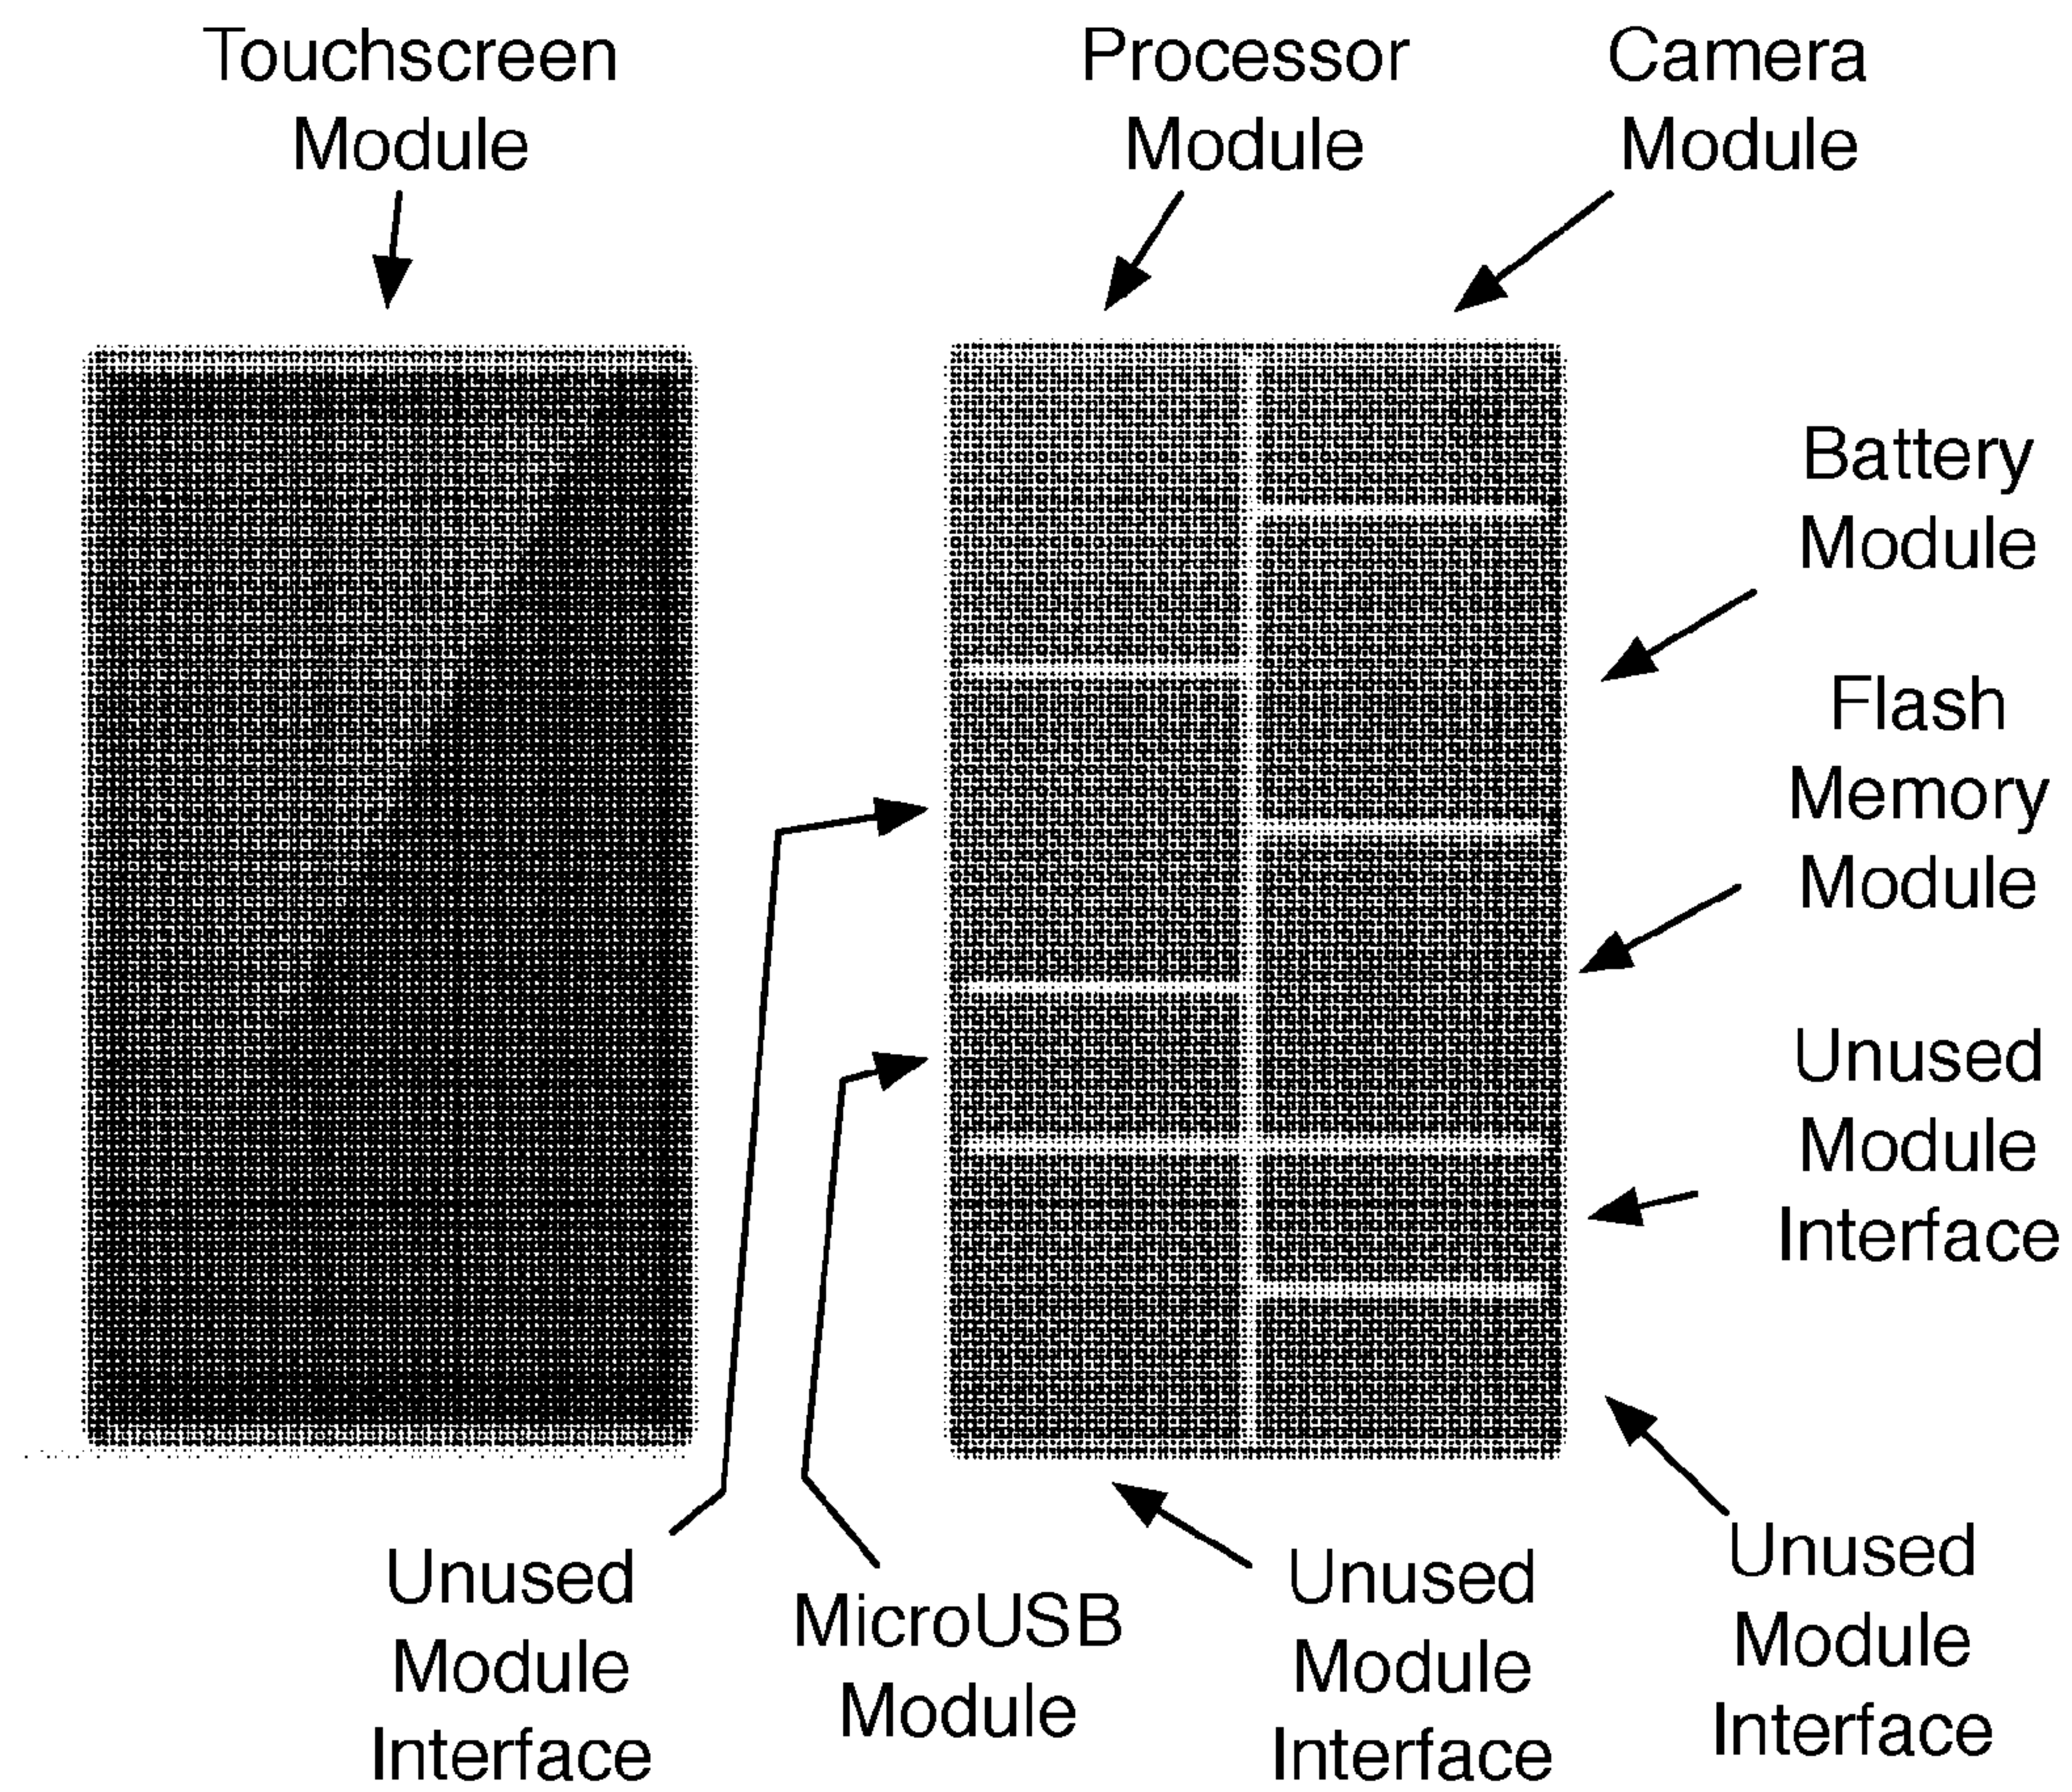 Touchscreen
Module
Processor
Module
Camera
Module
Battery
Module
Flash
Memory
Module
Unused
Module
Interface
Unused
Module
Interface
MicroUSB
Module
Unused
Module
Interface
Unused
Module
Interface